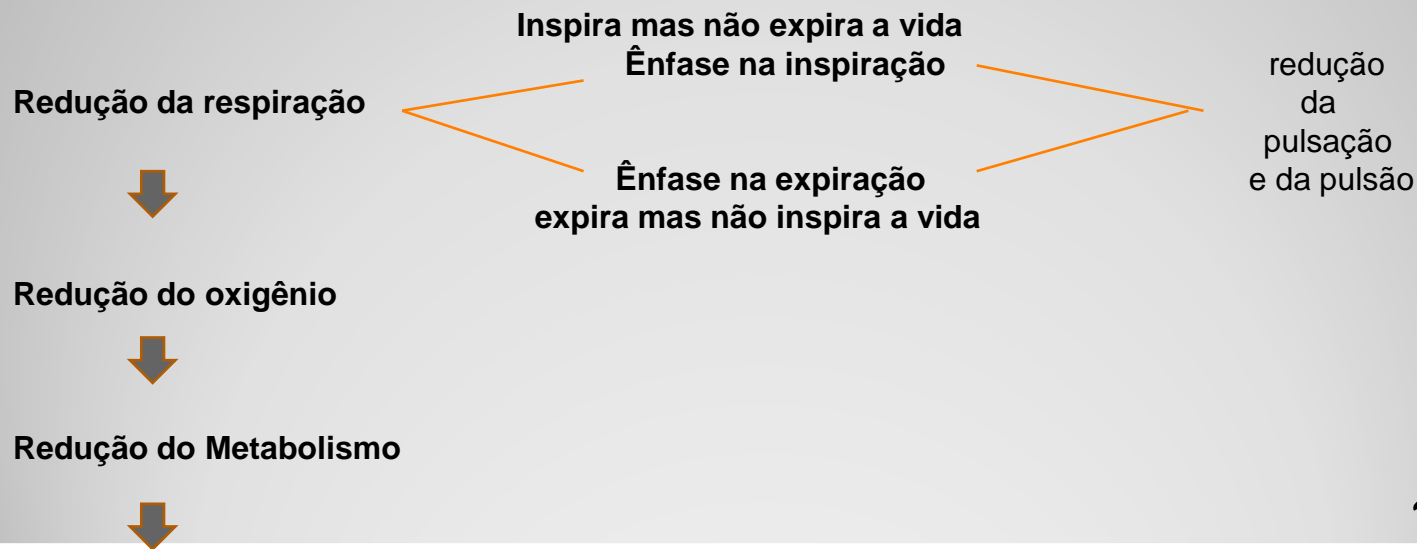 Inspira mas não expira a vida
Ênfase na inspiração
Redução da respiração
Ênfase na expiração
expira mas não inspira a vida
redução
da
pulsação
e da pulsão
Redução do oxigênio
Redução do Metabolismo